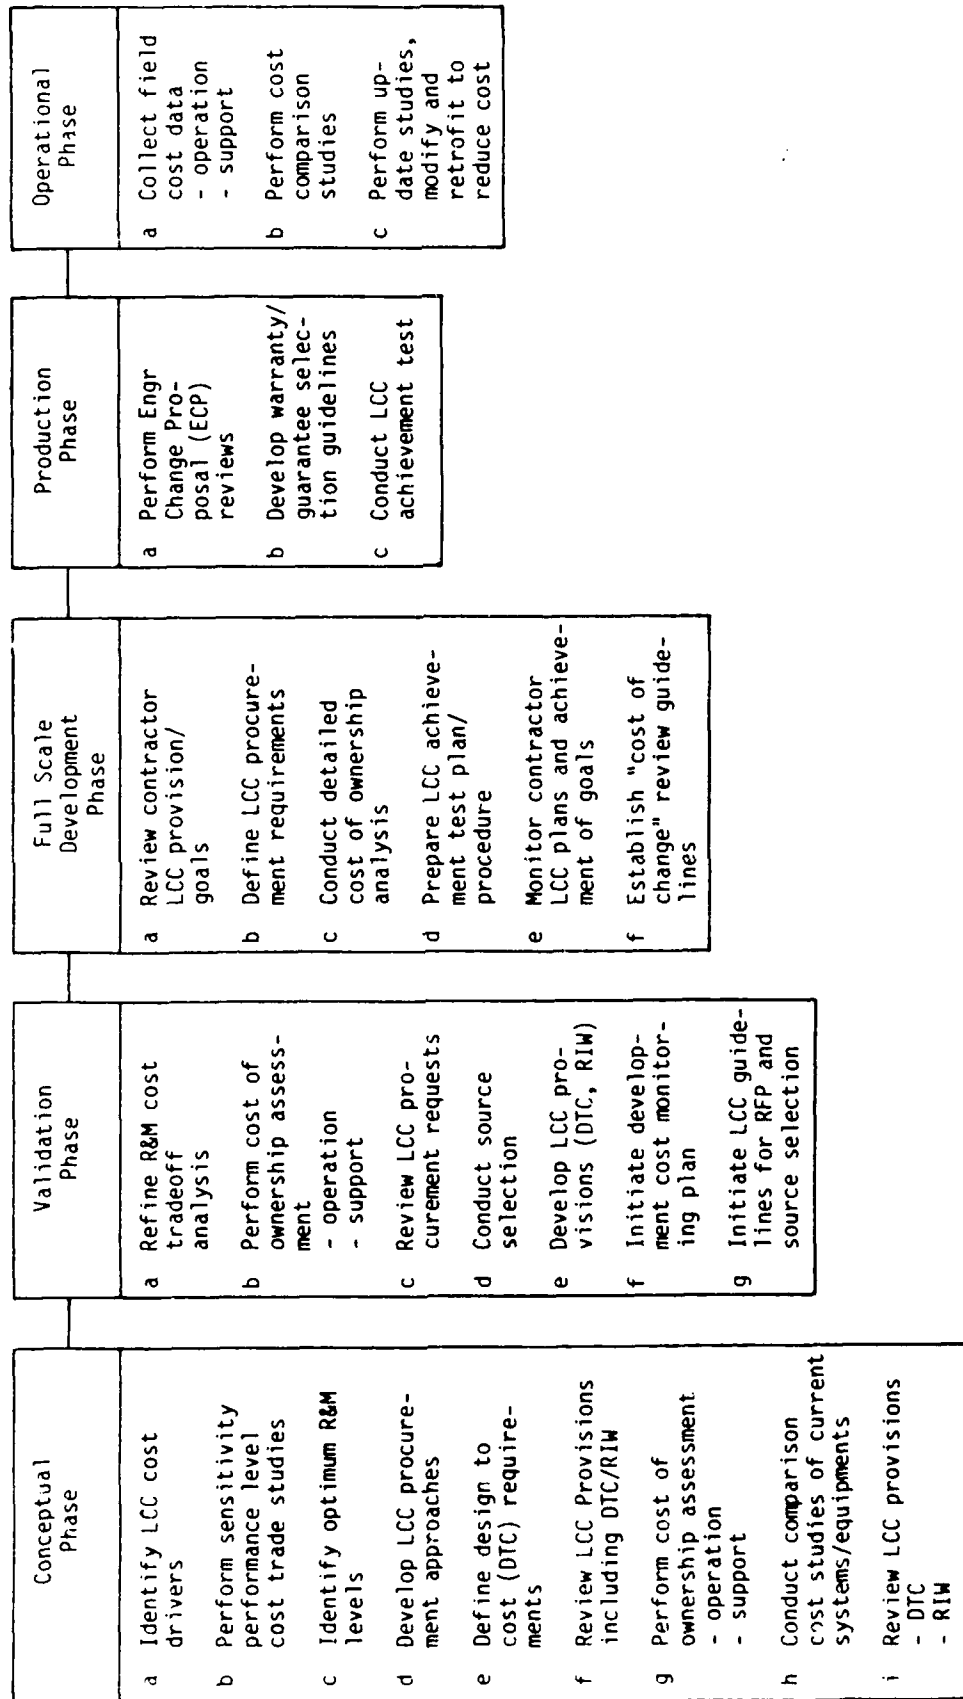 Conceptual
Phase
a Identify LCC cost
drivers
b Perform sensitivity
performance level
cost trade studies
c Identify optimum R&M
levels
d Develop LCC procure-
ment approaches
e Define design to
cost (DTC) require-
ments
f Review LCC Provisions
including DTC/RIW
g Perform cost of
ownership assessment
- operation
- support
h Conduct comparison
cost studies of current
systems/equipments
i Review LCC provisions
- DTC
- RIW
Validation
Phase
a Refine R&M cost
tradeoff
analysis
b Perform cost of
ownership assess-
ment
- operation
- support
c Review LCC pro-
curement requests
d Conduct source
selection
e Develop LCC pro-
visions (DTC, RIW)
f Initiate develop-
ment cost monitor-
ing plan
g Initiate LCC guide-
lines for RFP and
source selection
Full Scale
Development
Phase
a Review contractor
LCC provision/
goals
b Define LCC procure-
ment requirements
c Conduct detailed
cost of ownership
analysis
d Prepare LCC achieve-
ment test plan/
procedure
e Monitor contractor
LCC plans and achieve-
ment of goals
f Establish "cost of
change" review guide-
lines
Production
Phase
a Perform Engr
Change Pro-
posal (ECP)
reviews
b Develop warranty/
guarantee selec-
tion guidelines
c Conduct LCC
achievement test
Operational
Phase
a Collect field
cost data
- operation
- support
b Perform cost
comparison
studies
c Perform up-
date studies,
modify and
retrofit to
reduce cost